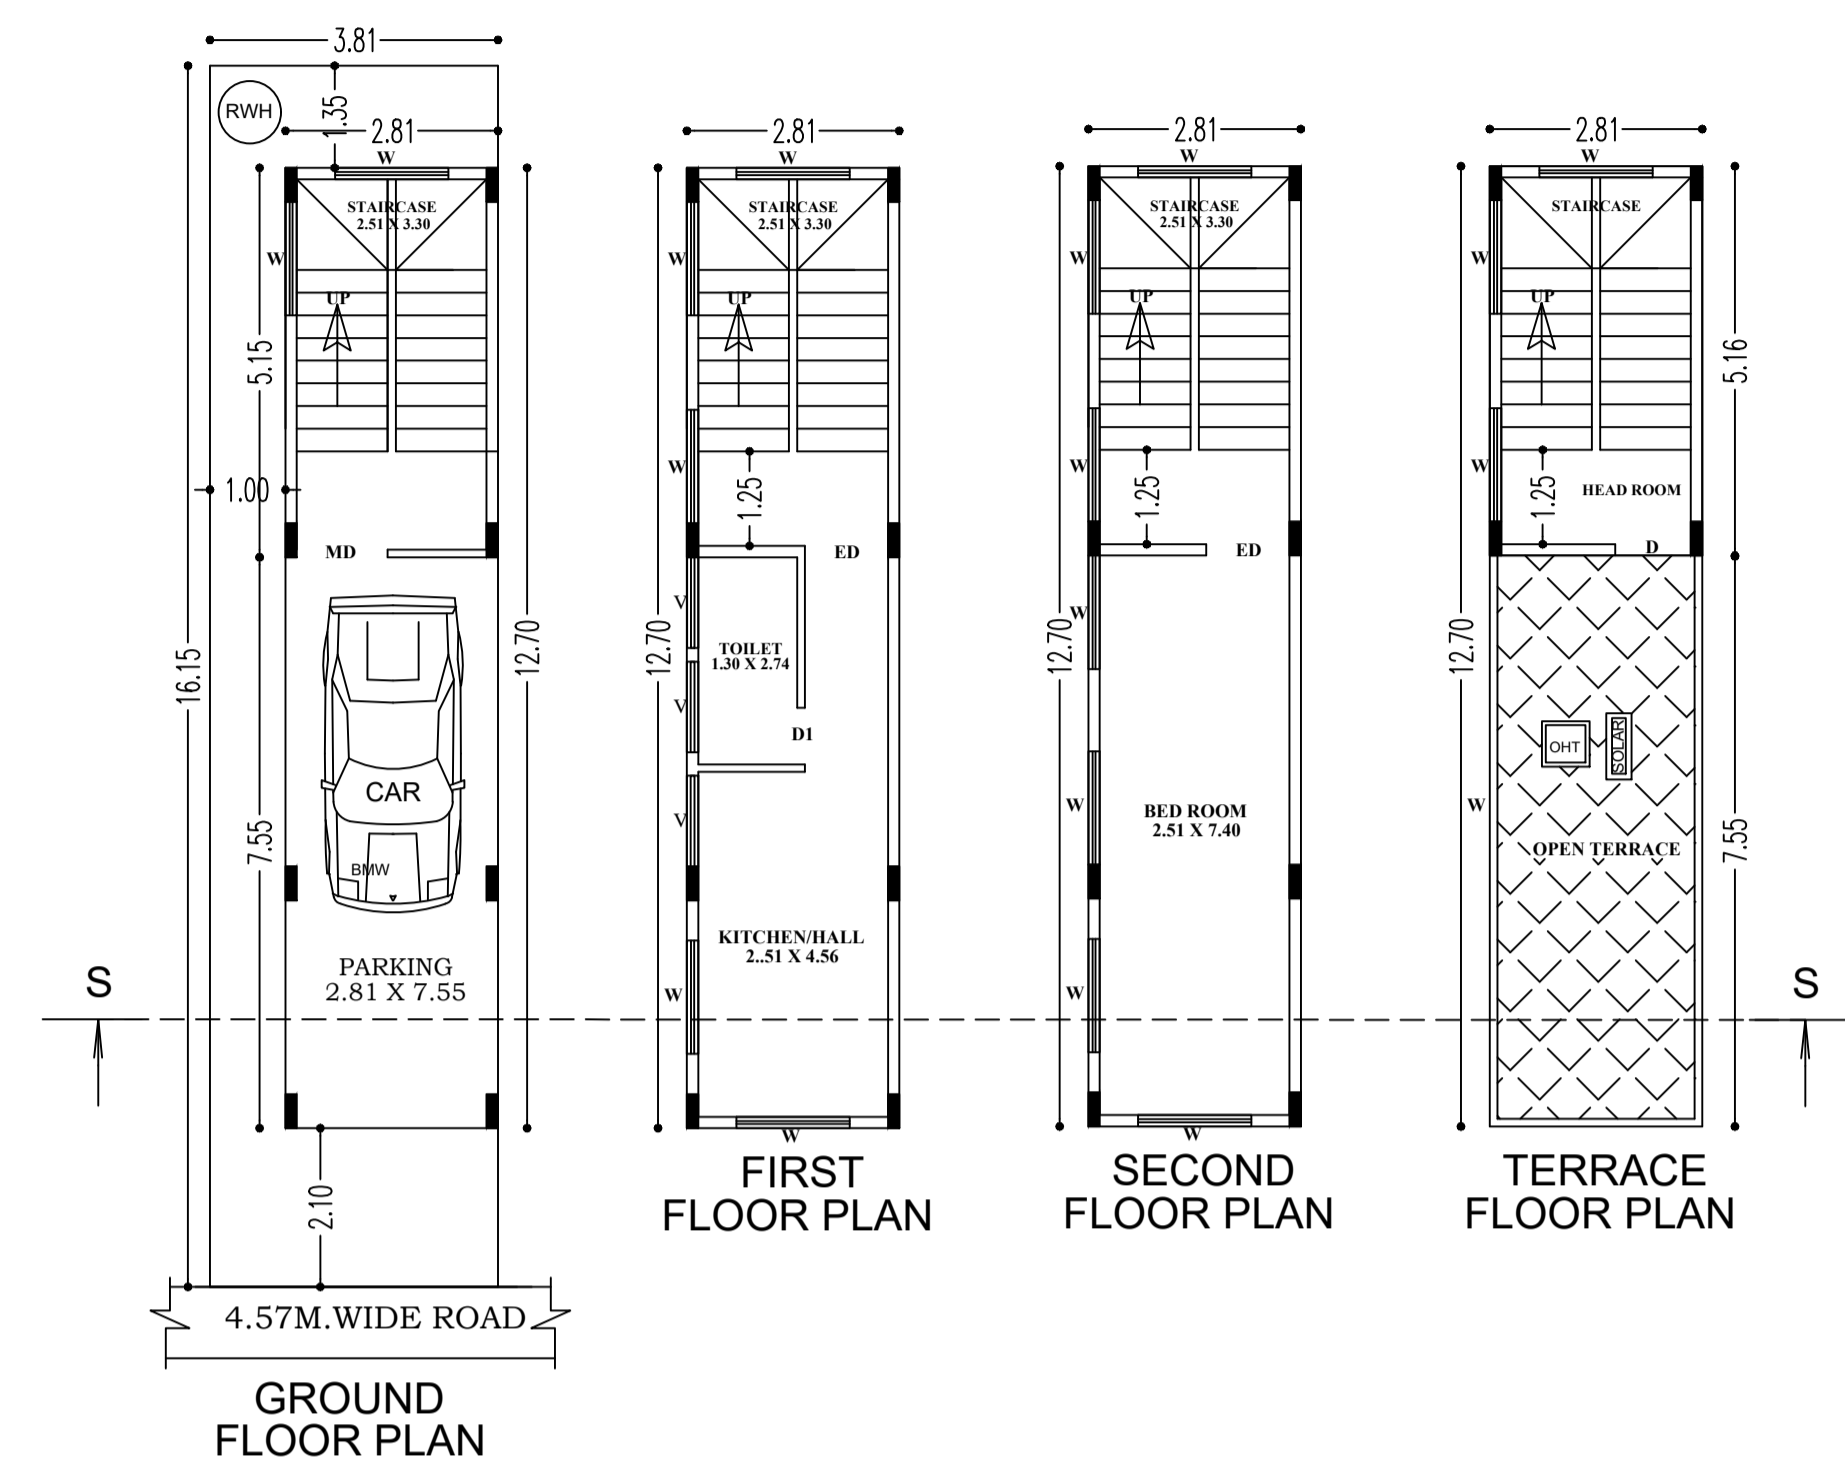 3.81
RWH
1.35
2.81
W
STAIRCASE
2.51 X 3.30
W
UP
5.15
1.00
MD
16.15
12.70
CAR
BMW
7.55
PARKING
2.81 X 7.55
S
2.10
4.57M.WIDE ROAD
GROUND
FLOOR PLAN
2.81
W
STAIRCASE
2.51 X 3.30
W
UP
W
1.25
ED
V
12.70
TOILET
1.30 X 2.74
V
D1
V
KITCHEN/HALL
2..51 X 4.56
W
W
FIRST
FLOOR PLAN
2.81
W
STAIRCASE
2.51 X 3.30
W
UP
W
1.25
ED
W
12.70
W
BED ROOM
2.51 X 7.40
W
W
SECOND
FLOOR PLAN
2.81
W
STAIRCASE
W
UP
5.16
W
1.25
HEAD ROOM
D
12.70
OHT
SOLAR
W
OPEN TERRACE
7.55
S
TERRACE
FLOOR PLAN